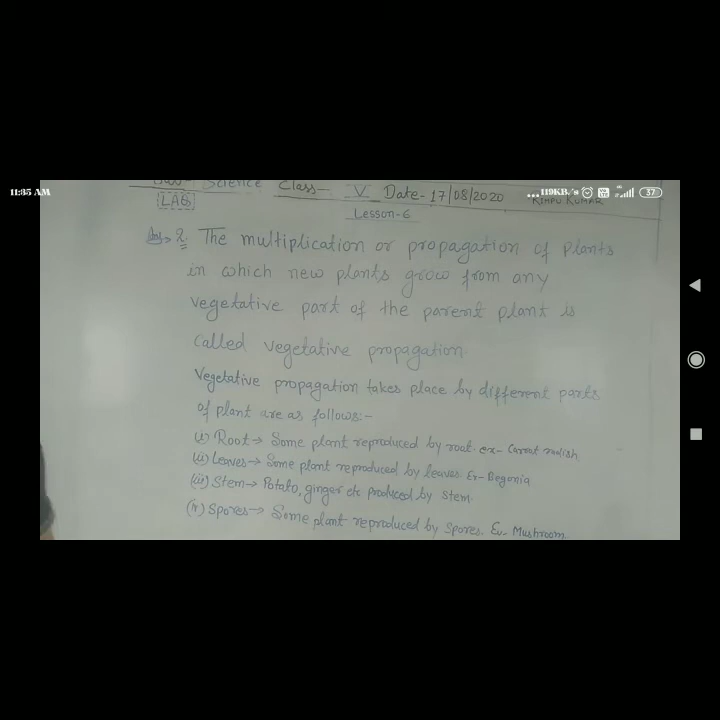 11:35 AM ...119KB/s 37
Science Class- V Date- 17/08/2020
LAB KIMPU KUMAR
Lesson-6
Ans→ 2. The multiplication or propagation of plants
in which new plants grow from any
vegetative part of the parent plant is
called vegetative propagation.
Vegetative propagation takes place by different parts
of plant are as follows:-
(i) Root → Some plant reproduced by root. ex- Carrot radish
(ii) Leaves → Some plant reproduced by leaves. Ex- Begonia
(iii) Stem → Potato, ginger etc produced by stem.
(iv) Spores → Some plant reproduced by spores. Ex- Mushroom.